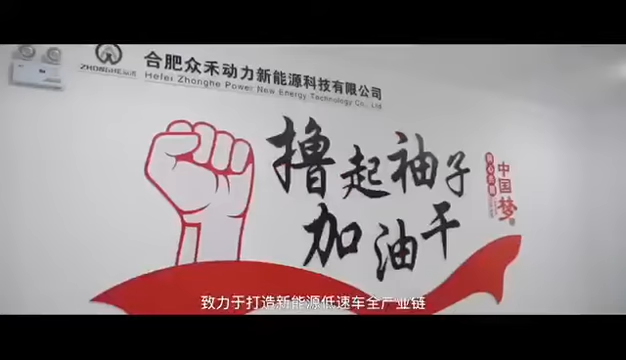 合肥众禾动力新能源科技有限公司
ZHONGHE
Hefei Zhonghe Power New Energy Technology Co., Ltd
撸起袖子
加油干
中国梦
致力于打造新能源低速车全产业链